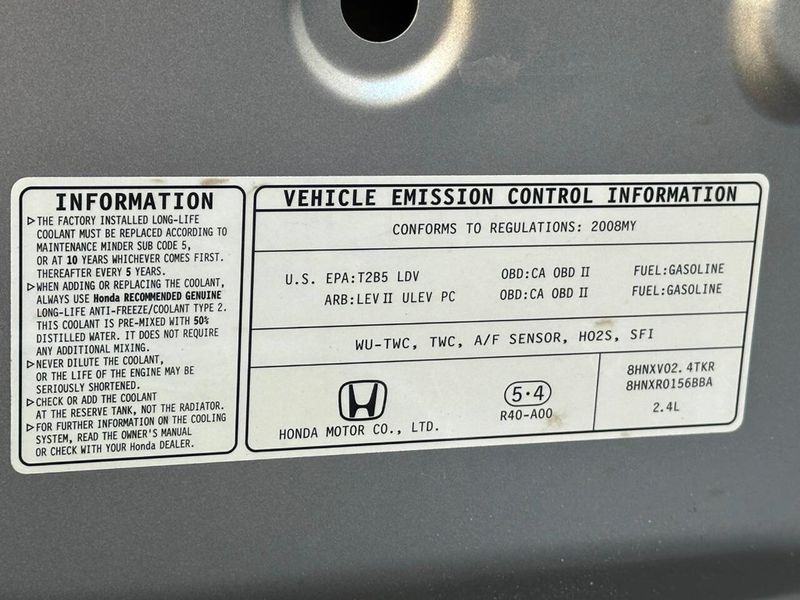 INFORMATION
▷THE FACTORY INSTALLED LONG-LIFE
COOLANT MUST BE REPLACED ACCORDING TO
MAINTENANCE MINDER SUB CODE 5,
OR AT 10 YEARS WHICHEVER COMES FIRST.
THEREAFTER EVERY 5 YEARS.
▷WHEN ADDING OR REPLACING THE COOLANT,
ALWAYS USE Honda RECOMMENDED GENUINE
LONG-LIFE ANTI-FREEZE/COOLANT TYPE 2.
THIS COOLANT IS PRE-MIXED WITH 50%
DISTILLED WATER. IT DOES NOT REQUIRE
ANY ADDITIONAL MIXING.
▷NEVER DILUTE THE COOLANT,
OR THE LIFE OF THE ENGINE MAY BE
SERIOUSLY SHORTENED.
▷CHECK OR ADD THE COOLANT
AT THE RESERVE TANK, NOT THE RADIATOR.
▷FOR FURTHER INFORMATION ON THE COOLING
SYSTEM, READ THE OWNER'S MANUAL
OR CHECK WITH YOUR Honda DEALER.
VEHICLE EMISSION CONTROL INFORMATION
CONFORMS TO REGULATIONS: 2008MY
U.S. EPA:T2B5 LDV OBD:CA OBD II FUEL:GASOLINE
ARB:LEV II ULEV PC OBD:CA OBD II FUEL:GASOLINE
WU-TWC, TWC, A/F SENSOR, HO2S, SFI
HONDA MOTOR CO., LTD.
5·4
R40-A00
8HNXV02.4TKR
8HNXR0156BBA
2.4L